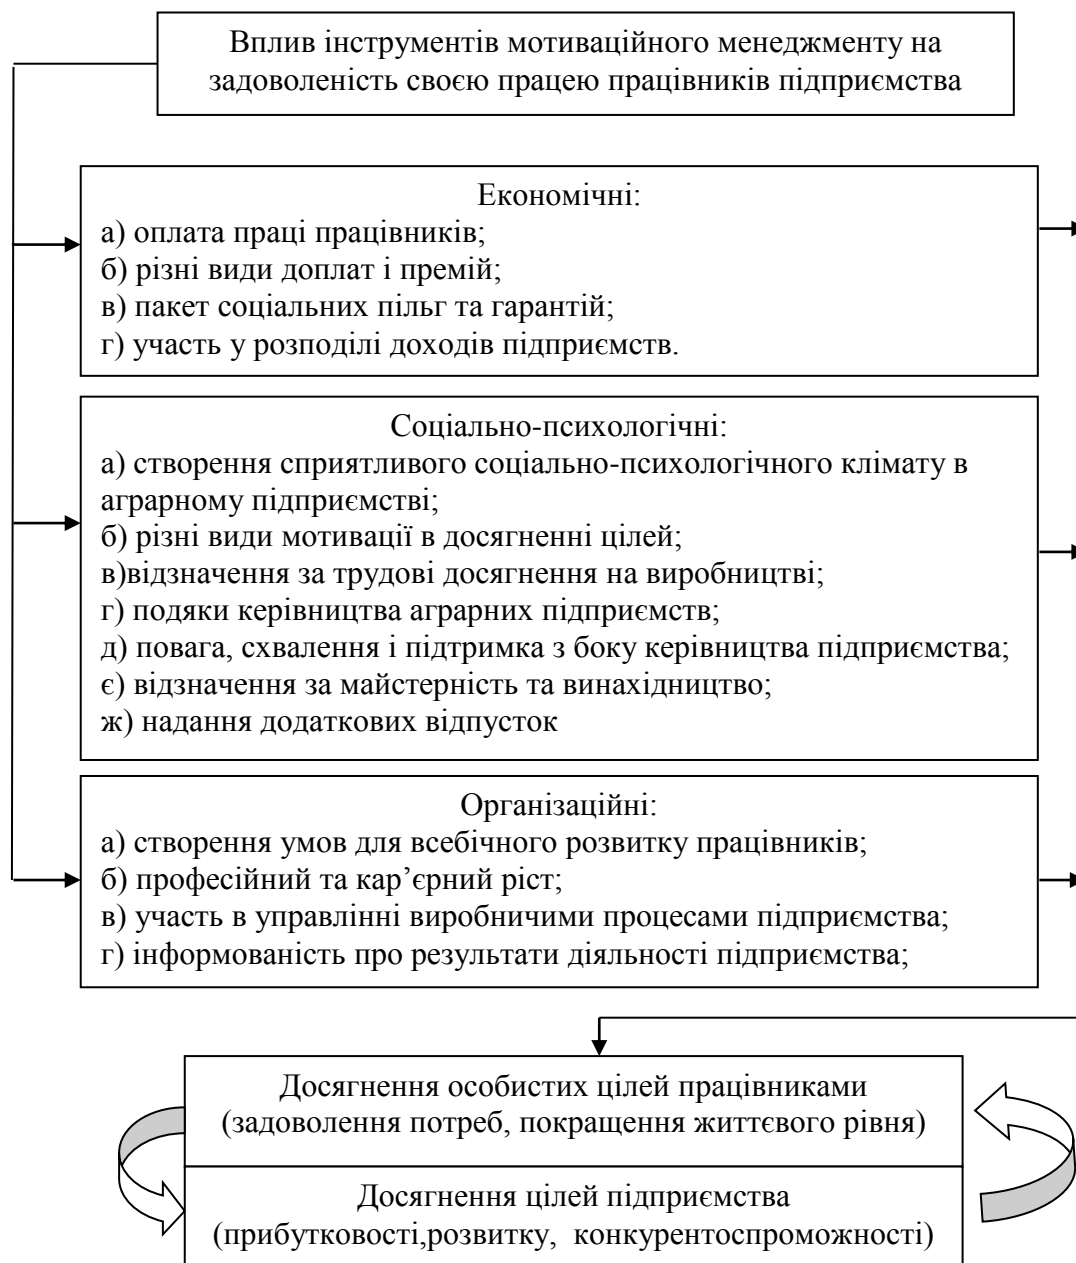 Вплив інструментів мотиваційного менеджменту на
задоволеність своєю працею працівників підприємства
Економічні:
а) оплата праці працівників;
б) різні види доплат і премій;
в) пакет соціальних пільг та гарантій;
г) участь у розподілі доходів підприємств.
Соціально-психологічні:
а) створення сприятливого соціально-психологічного клімату в
аграрному підприємстві;
б) різні види мотивації в досягненні цілей;
в)відзначення за трудові досягнення на виробництві;
г) подяки керівництва аграрних підприємств;
д) повага, схвалення і підтримка з боку керівництва підприємства;
є) відзначення за майстерність та винахідництво;
ж) надання додаткових відпусток
Організаційні:
а) створення умов для всебічного розвитку працівників;
б) професійний та кар’єрний ріст;
в) участь в управлінні виробничими процесами підприємства;
г) інформованість про результати діяльності підприємства;
Досягнення особистих цілей працівниками
(задоволення потреб, покращення життєвого рівня)
Досягнення цілей підприємства
(прибутковості,розвитку, конкурентоспроможності)